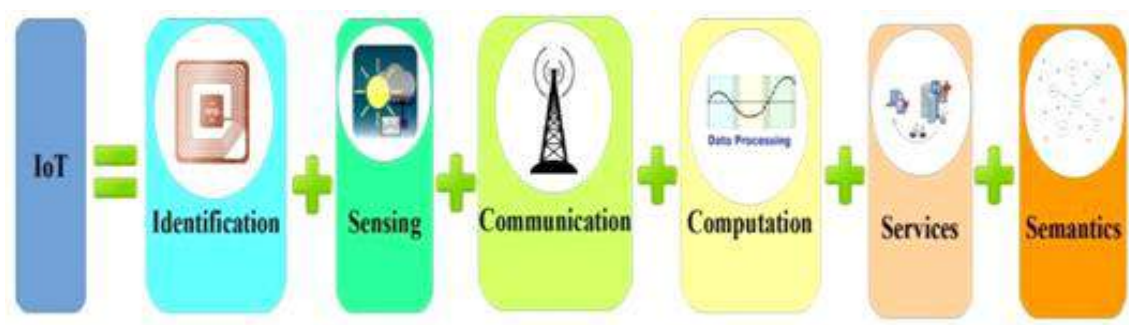 IoT
Identification
Sensing
Communication
Data Processing
Computation
Services
Semantics